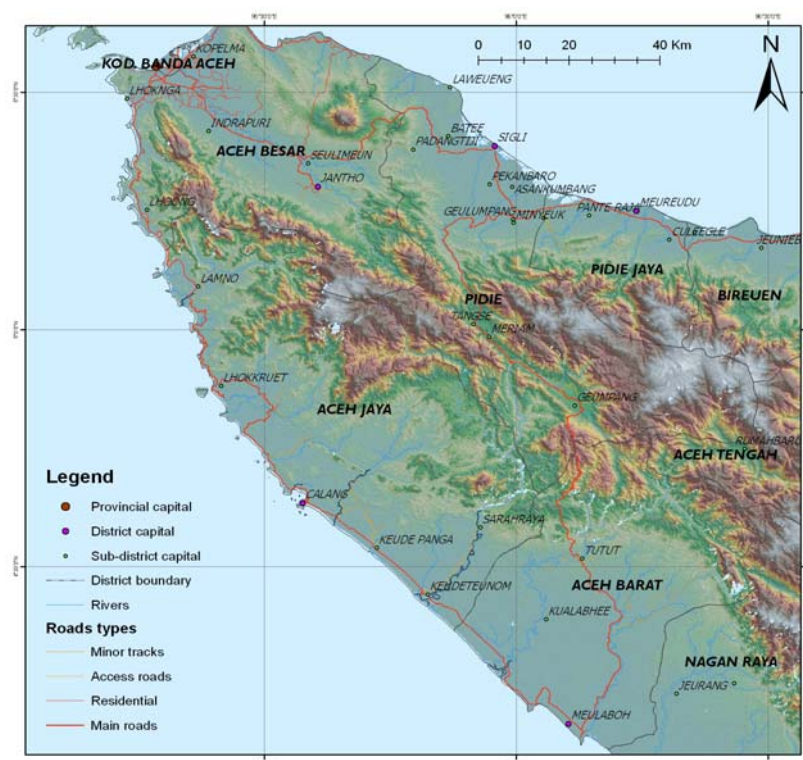 KOPELMA
KOD. BANDA ACEH
0 10 20 40 Km
N
LAWEUENG
LHOKNGA
INDRAPURI
BATEE
SIGLI
PADANGTIJI
ACEH BESAR
SEULIMEUN
JANTHO
PEKANBARO
ASANKUMBANG
LHOONG
GEULUMPANG
MINYEUK
PANTE RAJA
MEUREUDU
CULEEGLE
JEUNIEB
PIDIE JAYA
LAMNO
PIDIE
BIREUEN
TANGSE
MERIAM
LHOKKRUET
GEUMPANG
ACEH JAYA
RUMAHBARU
ACEH TENGAH
CALANG
SARAHRAYA
KEUDE PANGA
TUTUT
ACEH BARAT
KEUDETEUNOM
KUALABHEE
NAGAN RAYA
JEURANG
MEULABOH
Legend
Provincial capital
District capital
Sub-district capital
District boundary
Rivers
Roads types
Minor tracks
Access roads
Residential
Main roads